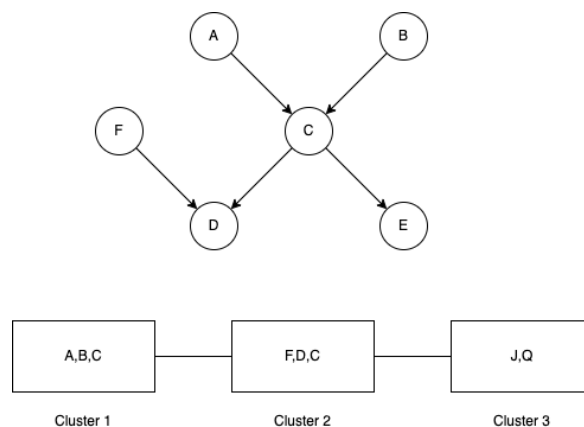 A
B
F
C
D
E
A,B,C
F,D,C
J,Q
Cluster 1
Cluster 2
Cluster 3